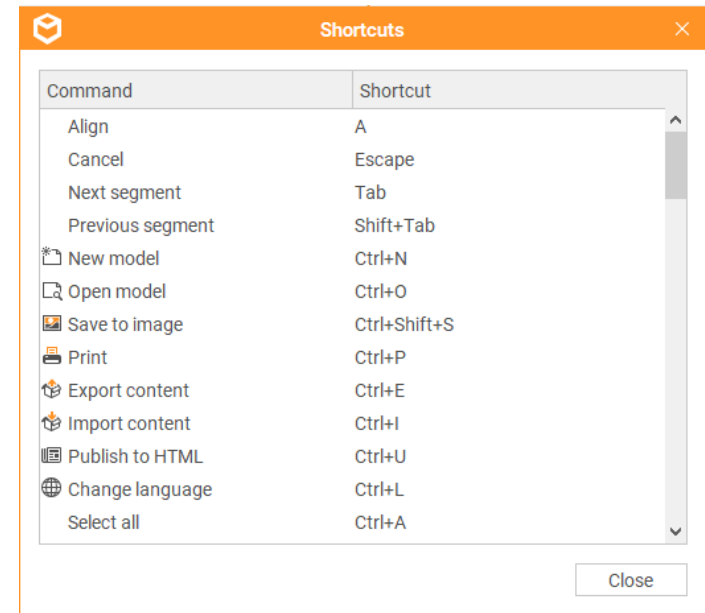 Shortcuts
Command Shortcut
Align A
Cancel Escape
Next segment Tab
Previous segment Shift+Tab
New model Ctrl+N
Open model Ctrl+O
Save to image Ctrl+Shift+S
Print Ctrl+P
Export content Ctrl+E
Import content Ctrl+I
Publish to HTML Ctrl+U
Change language Ctrl+L
Select all Ctrl+A
Close